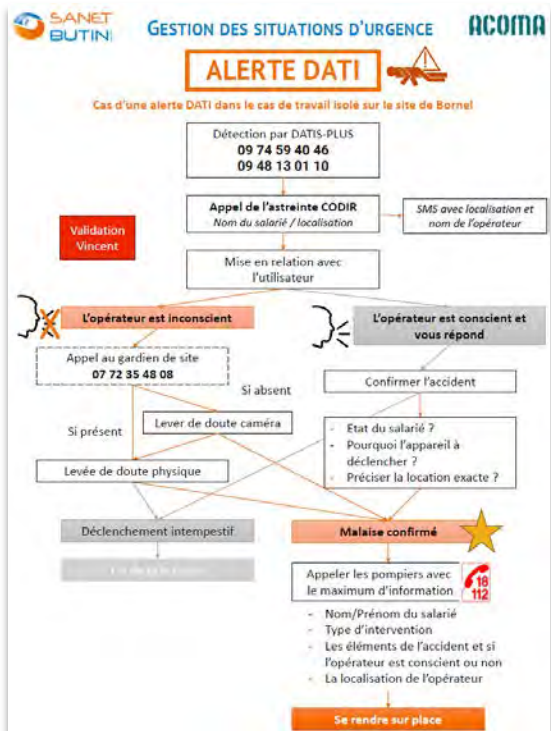 SANET
BUTIN
GESTION DES SITUATIONS D'URGENCE
ACOMA
ALERTE DATI
Cas d'une alerte DATI dans le cas de travail isolé sur le site de Bornel
Détection par DATIS-PLUS
09 74 59 40 46
09 48 13 01 10
Appel de l'astreinte CODIR
Nom du salarié / localisation
SMS avec localisation et
nom de l'opérateur
Validation
Vincent
Mise en relation avec
l'utilisateur
L'opérateur est inconscient
L'opérateur est conscient et
vous répond
Appel au gardien de site
07 72 35 48 08
Si absent
Confirmer l'accident
Lever de doute caméra
Si présent
- Etat du salarié ?
- Pourquoi l'appareil à
déclencher ?
- Préciser la location exacte ?
Levée de doute physique
Déclenchement intempestif
Malaise confirmé
Appeler les pompiers avec
le maximum d'information
18
112
- Nom/Prénom du salarié
- Type d'intervention
- Les éléments de l'accident et si
l'opérateur est conscient ou non
- La localisation de l'opérateur
Se rendre sur place